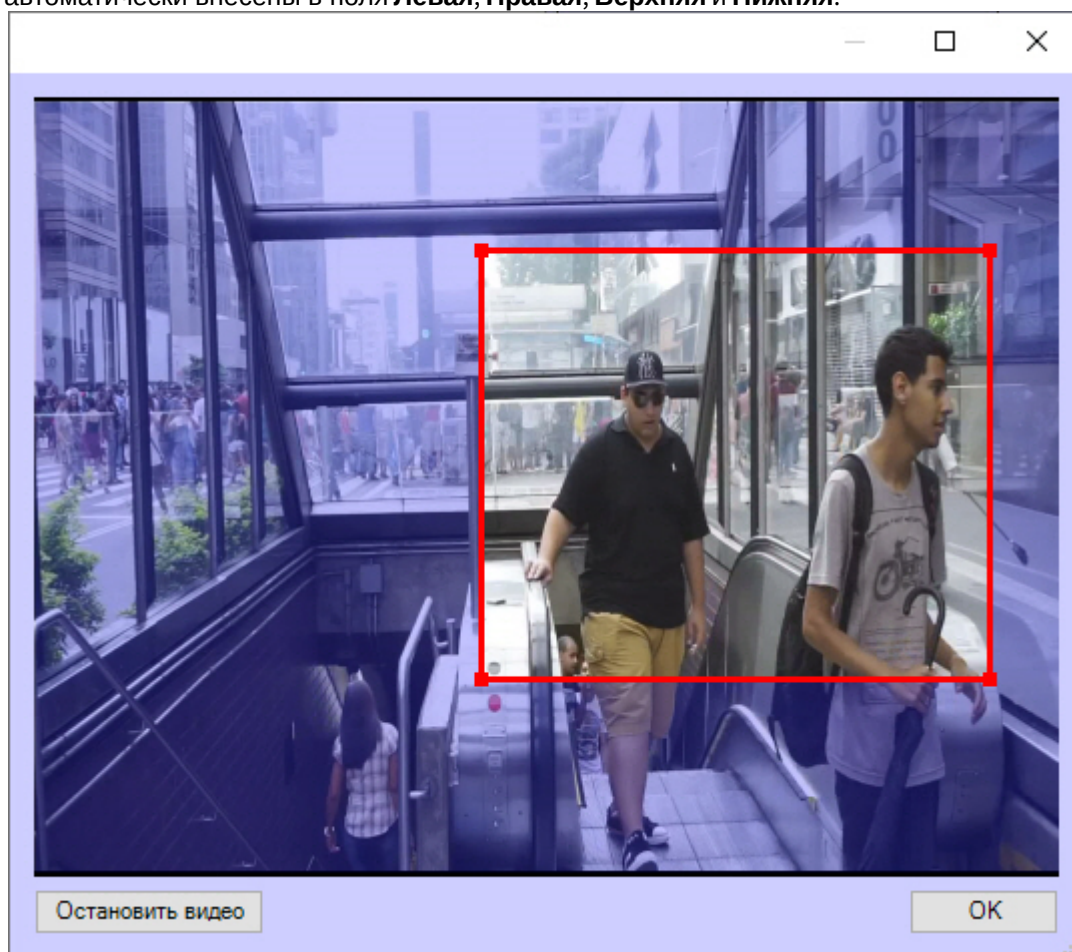 автоматически внесены в поля Левая, Правая, Верхняя и Нижняя.
Остановить видео
OK